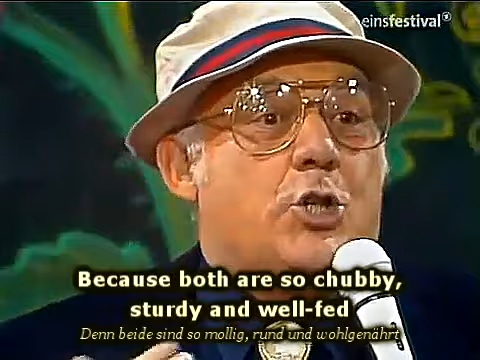 einsfestival
Because both are so chubby,
sturdy and well-fed
Denn beide sind so mollig, rund und wohlgenährt